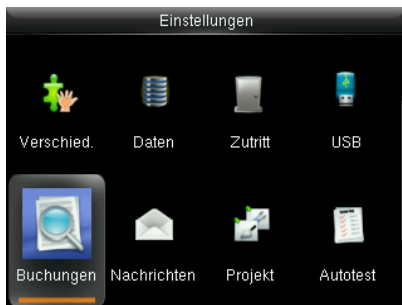 Einstellungen
Verschied. Daten Zutritt USB
Buchungen Nachrichten Projekt Autotest